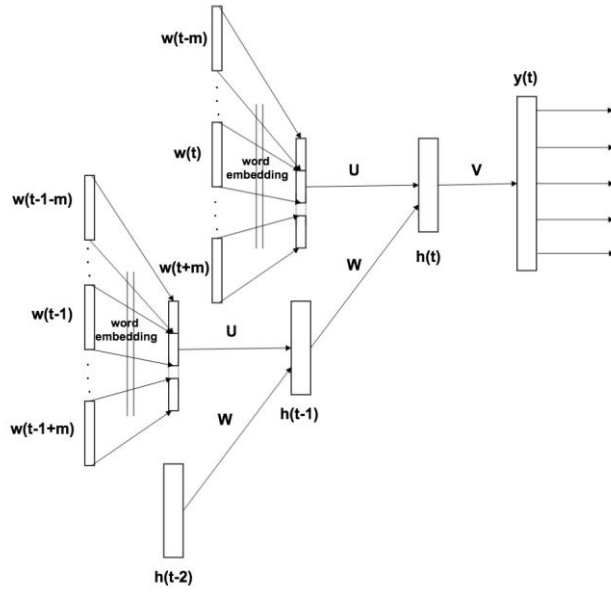 w(t-m)
y(t)
w(t)
word
embedding
U
V
w(t-1-m)
h(t)
w(t+m)
W
w(t-1)
word
embedding
U
h(t-1)
w(t-1+m)
W
h(t-2)